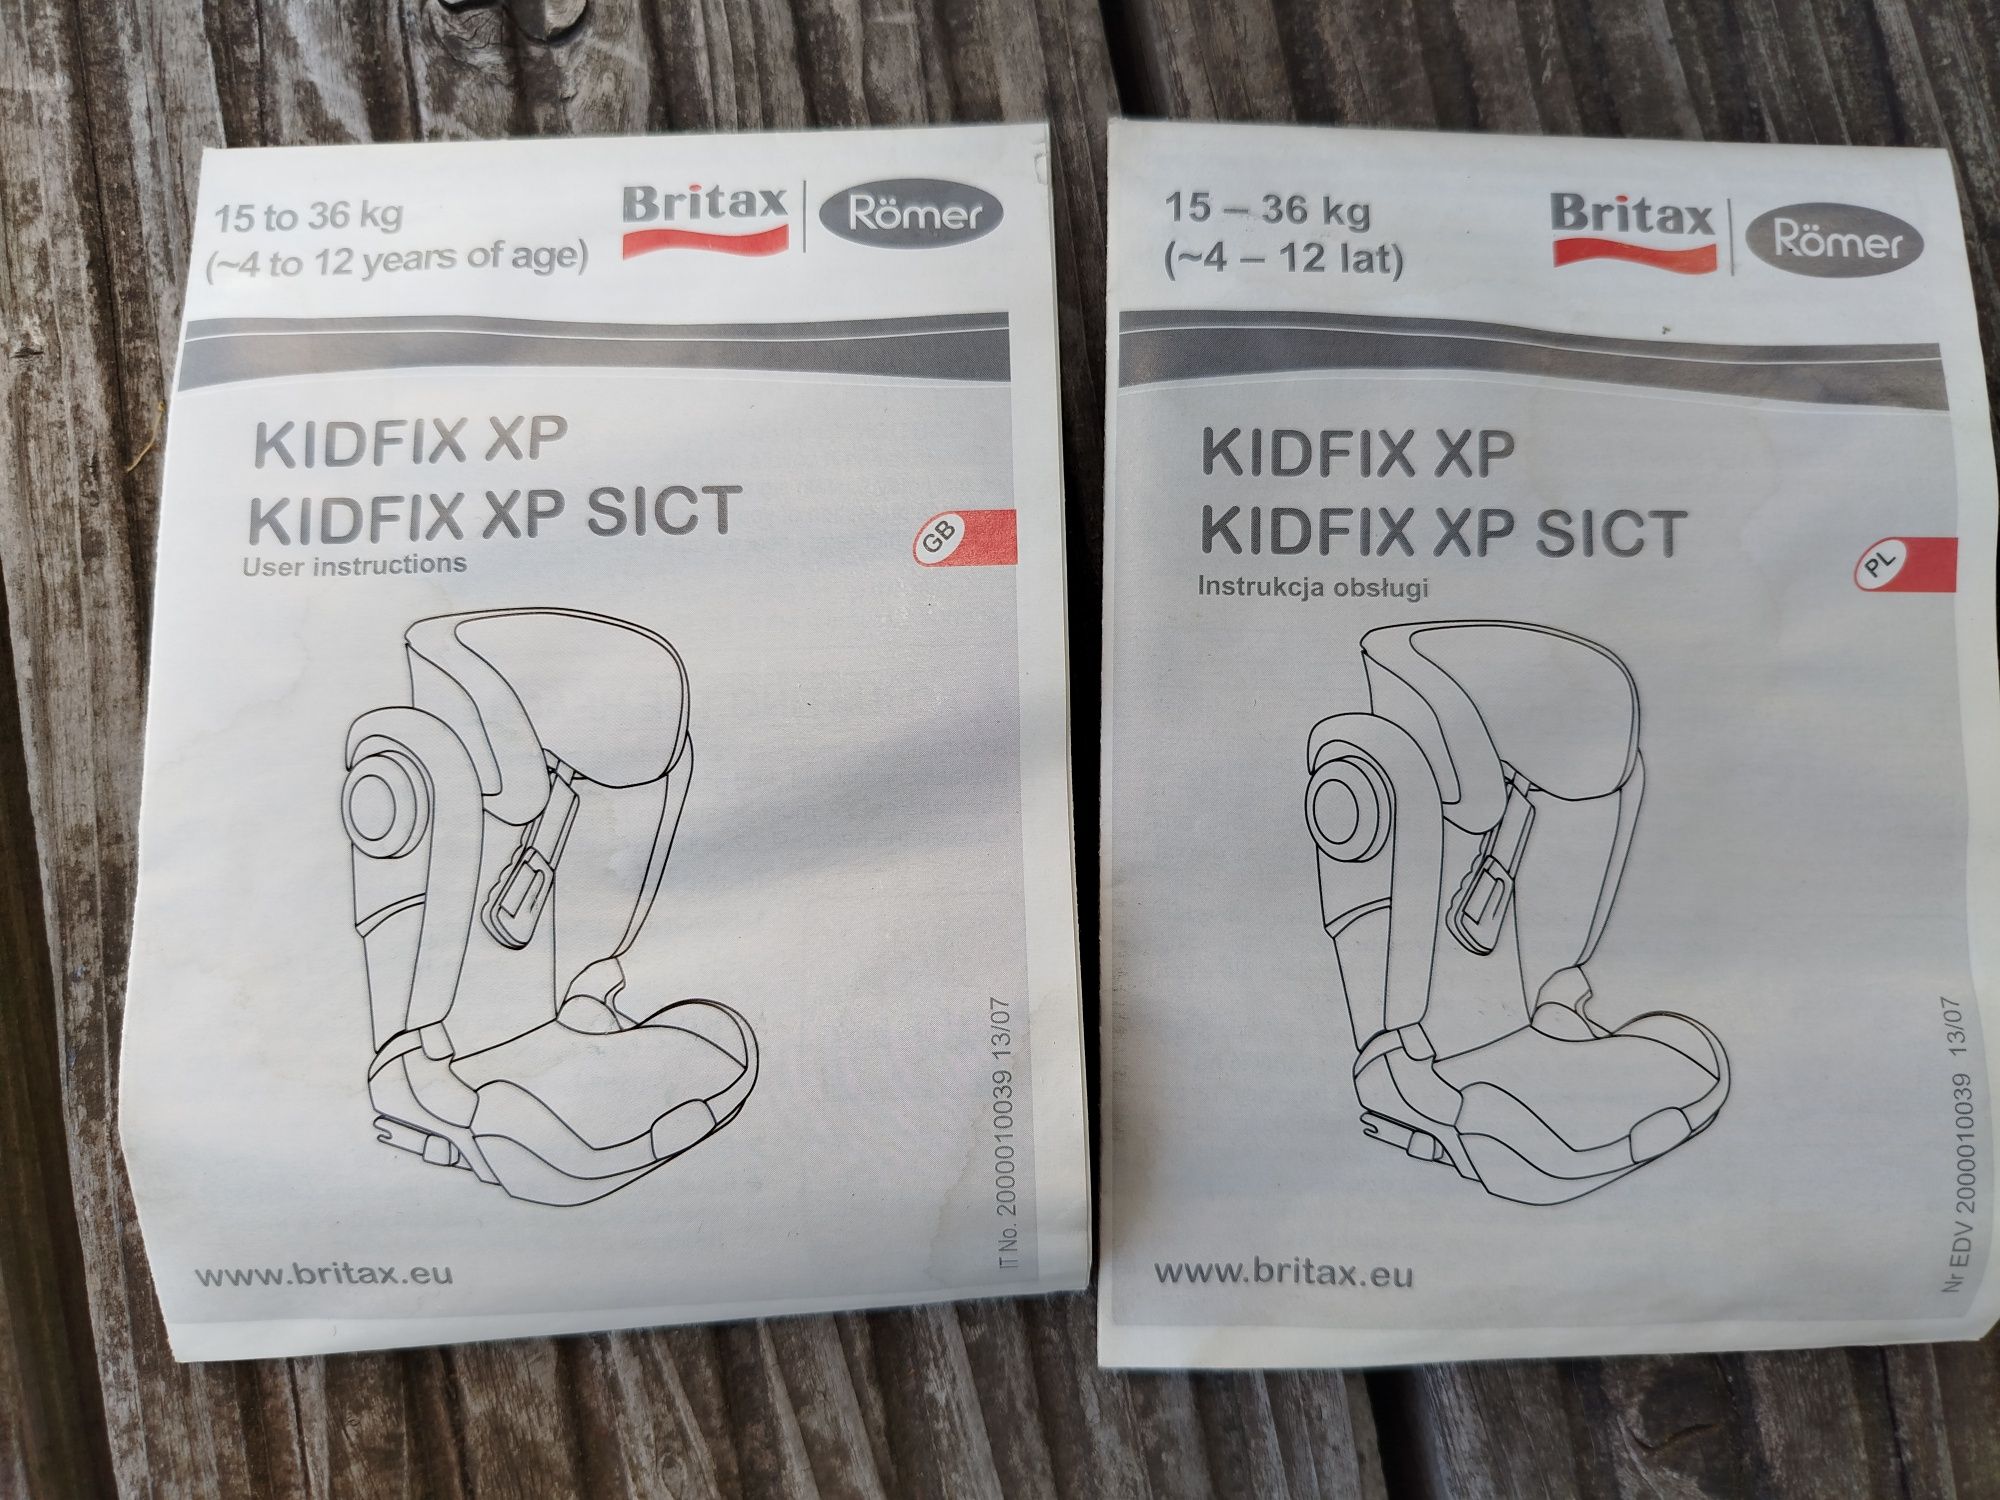 15 to 36 kg
(~4 to 12 years of age)
Britax
Römer
KIDFIX XP
KIDFIX XP SICT
User instructions
GB
IT No. 2000010039 13/07
www.britax.eu
15 – 36 kg
(~4 – 12 lat)
Britax
Römer
KIDFIX XP
KIDFIX XP SICT
Instrukcja obsługi
PL
Nr EDV 2000010039 13/07
www.britax.eu